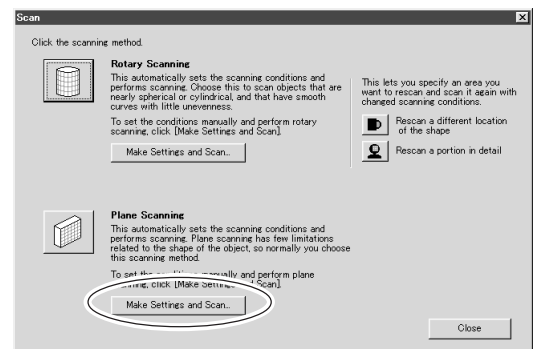 Scan
Click the scanning method.
Rotary Scanning
This automatically sets the scanning conditions and
performs scanning. Choose this to scan objects that are
nearly spherical or cylindrical, and that have smooth
curves with little unevenness.
To set the conditions manually and perform rotary
scanning, click [Make Settings and Scan].
Make Settings and Scan...
This lets you specify an area you
want to rescan and scan it again with
changed scanning conditions.
Rescan a different location
of the shape
Rescan a portion in detail
Plane Scanning
This automatically sets the scanning conditions and
performs scanning. Plane scanning has few limitations
related to the shape of the object, so normally you choose
this scanning method.
To set the conditions manually and perform plane
scanning, click [Make Settings and Scan].
Make Settings and Scan...
Close